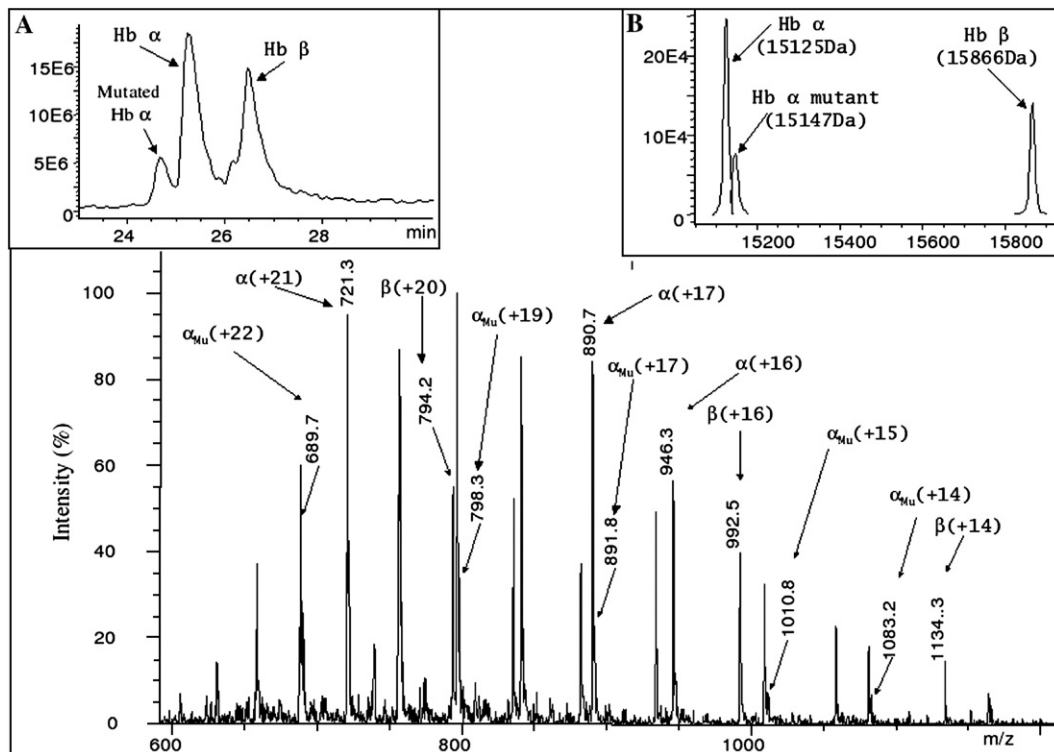 A
Hb α
Hb β
Mutated
Hb α
15E6
10E6
5E6
0
24
26
28
min
B
Hb α
(15125Da)
Hb β
(15866Da)
Hb α mutant
(15147Da)
20E4
10E4
0
15200
15400
15600
15800
α(+21)
β(+20)
αMu(+19)
α(+17)
αMu(+22)
αMu(+17)
α(+16)
β(+16)
αMu(+15)
αMu(+14)
β(+14)
689.7
721.3
794.2
798.3
890.7
891.8
946.3
992.5
1010.8
1083.2
1134..3
Intensity (%)
100
80
60
40
20
0
600
800
1000
m/z